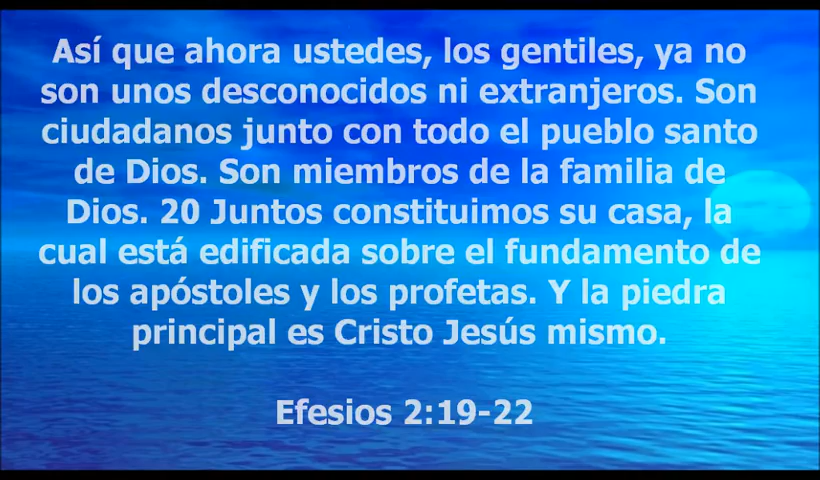 Así que ahora ustedes, los gentiles, ya no
son unos desconocidos ni extranjeros. Son
ciudadanos junto con todo el pueblo santo
de Dios. Son miembros de la familia de
Dios. 20 Juntos constituimos su casa, la
cual está edificada sobre el fundamento de
los apóstoles y los profetas. Y la piedra
principal es Cristo Jesús mismo.
Efesios 2:19-22